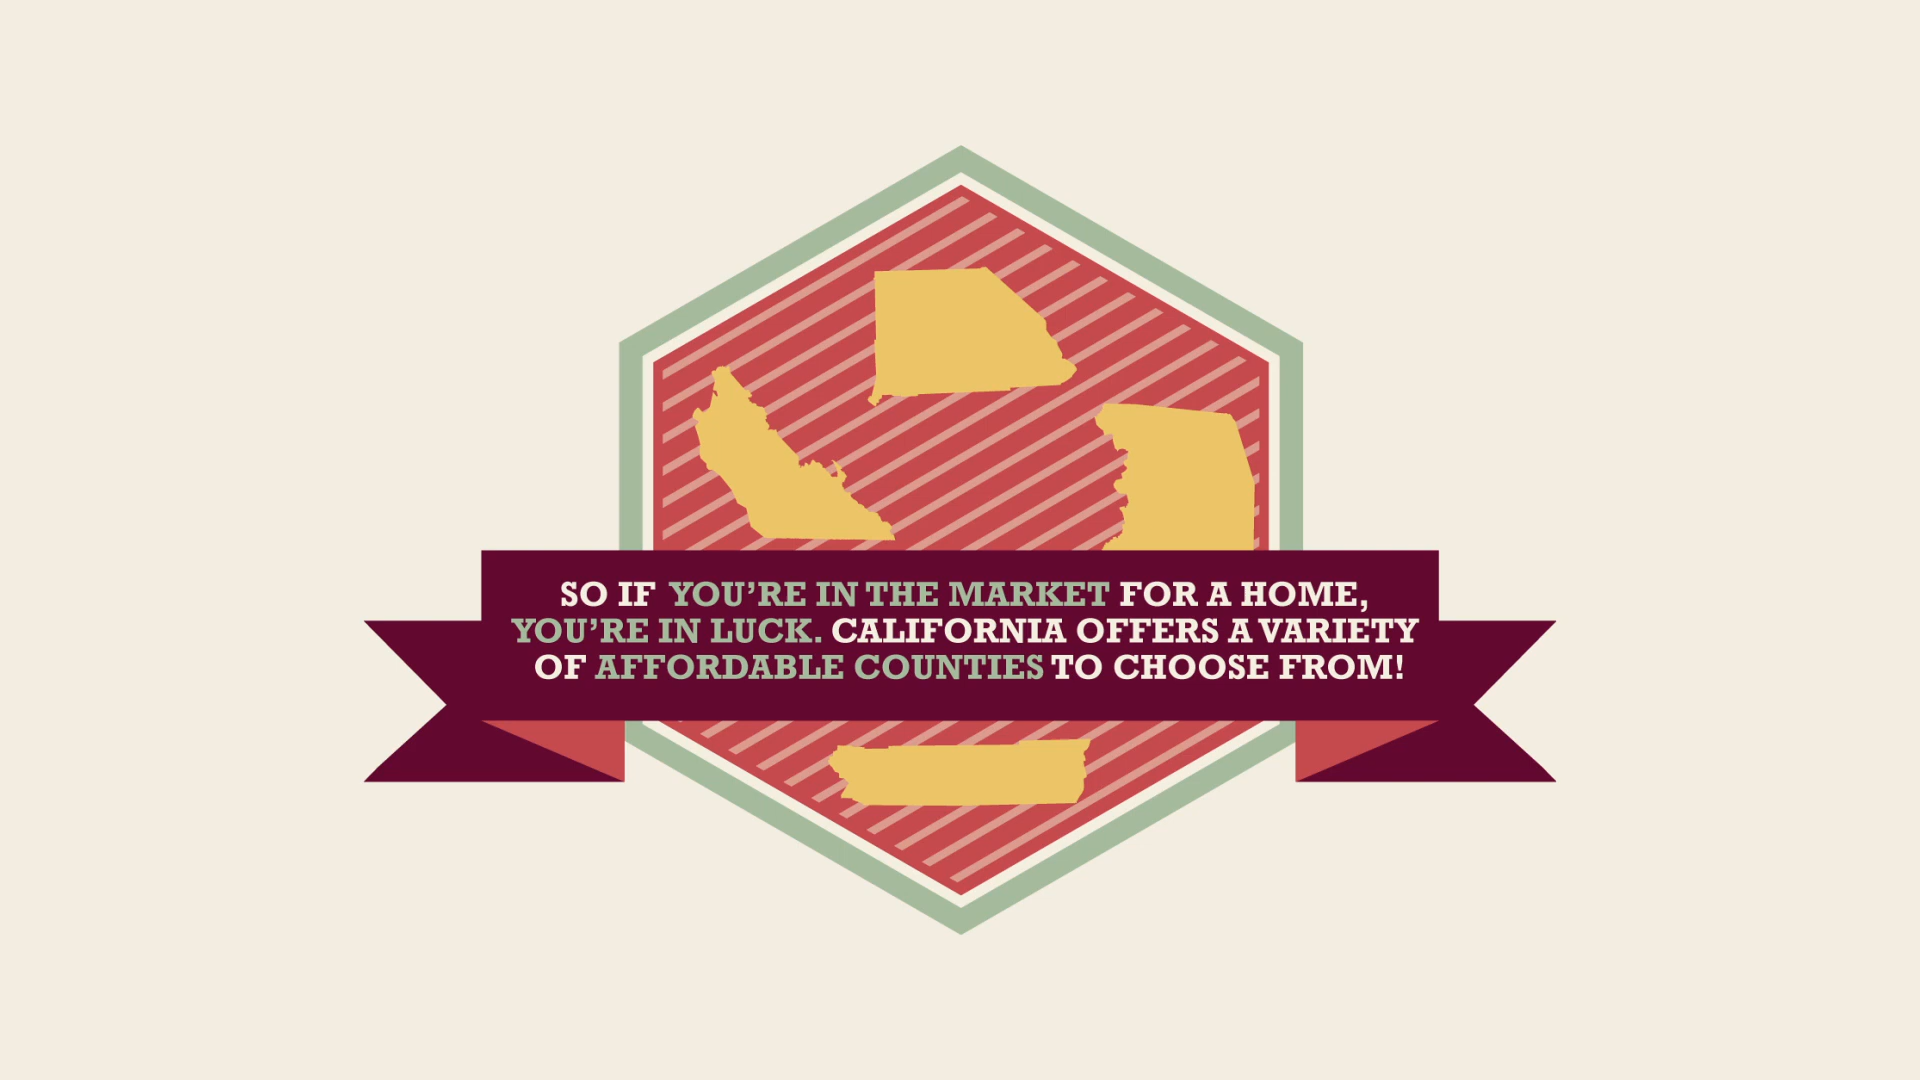 SO IF YOU’RE IN THE MARKET FOR A HOME,
YOU’RE IN LUCK. CALIFORNIA OFFERS A VARIETY
OF AFFORDABLE COUNTIES TO CHOOSE FROM!